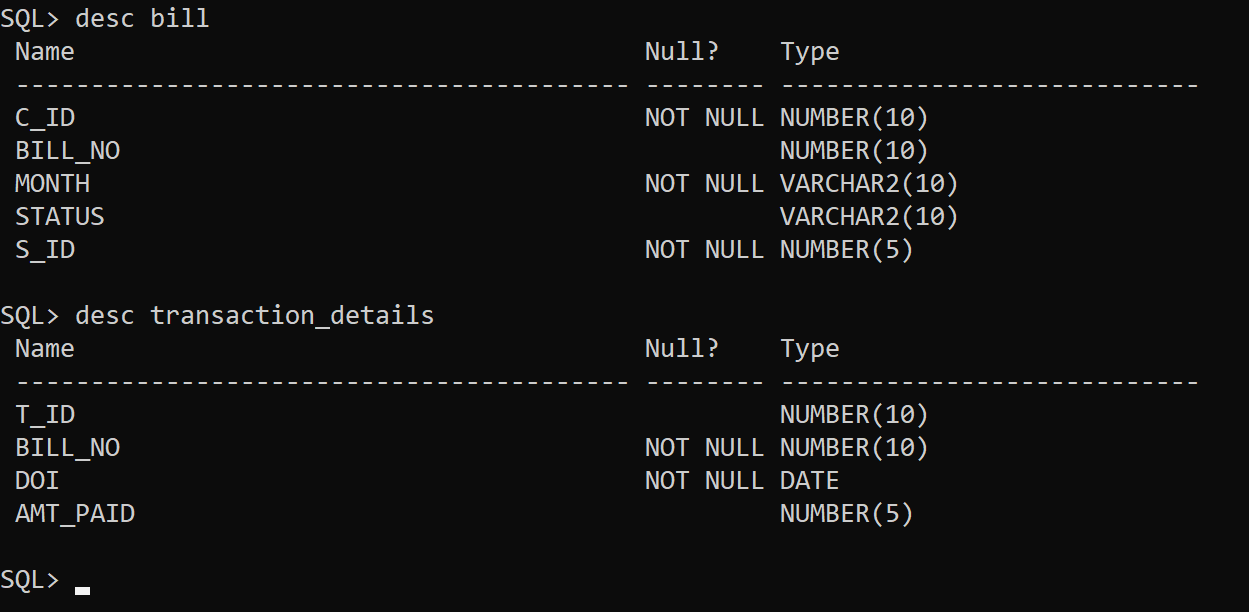 SQL> desc bill
Name Null? Type
----------------------------------------- -------- ----------------------------
C_ID NOT NULL NUMBER(10)
BILL_NO NUMBER(10)
MONTH NOT NULL VARCHAR2(10)
STATUS VARCHAR2(10)
S_ID NOT NULL NUMBER(5)
SQL> desc transaction_details
Name Null? Type
----------------------------------------- -------- ----------------------------
T_ID NUMBER(10)
BILL_NO NOT NULL NUMBER(10)
DOI NOT NULL DATE
AMT_PAID NUMBER(5)
SQL>